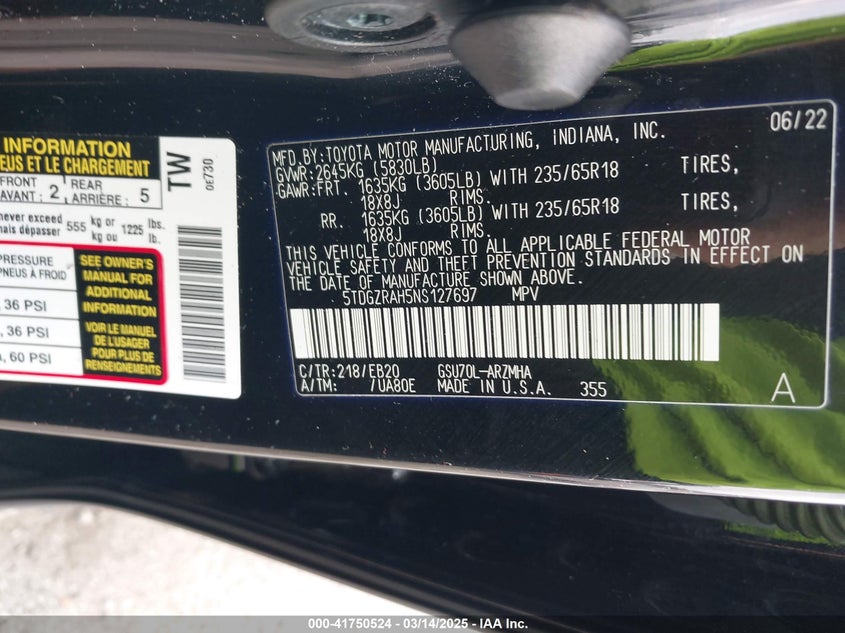 INFORMATION
EUS ET LE CHARGEMENT
FRONT
AVANT : 2
REAR
ARRIÈRE : 5
never exceed 555 kg or 1225 lbs.
mais dépasser kg ou lb.
PRESSURE
PNEUS À FROID
, 36 PSI
, 36 PSI
, 60 PSI
SEE OWNER'S
MANUAL FOR
ADDITIONAL
INFORMATION
VOIR LE MANUEL
DE L'USAGER
POUR PLUS DE
RENSEIGNEMENTS
TW
0E730
06/22
MFD.BY:TOYOTA MOTOR MANUFACTURING, INDIANA, INC.
GVWR:2645KG (5830LB)
GAWR:FRT. 1635KG (3605LB) WITH 235/65R18 TIRES,
18X8J RIMS.
RR. 1635KG (3605LB) WITH 235/65R18 TIRES,
18X8J RIMS.
THIS VEHICLE CONFORMS TO ALL APPLICABLE FEDERAL MOTOR
VEHICLE SAFETY AND THEFT PREVENTION STANDARDS IN EFFECT ON
THE DATE OF MANUFACTURE SHOWN ABOVE.
5TDGZRAH5NS127697 MPV
C/TR:218/EB20 GSU70L-ARZMHA
A/TM: /UA80E MADE IN U.S.A. 355
A
000-41750524 - 03/14/2025 - IAA Inc.